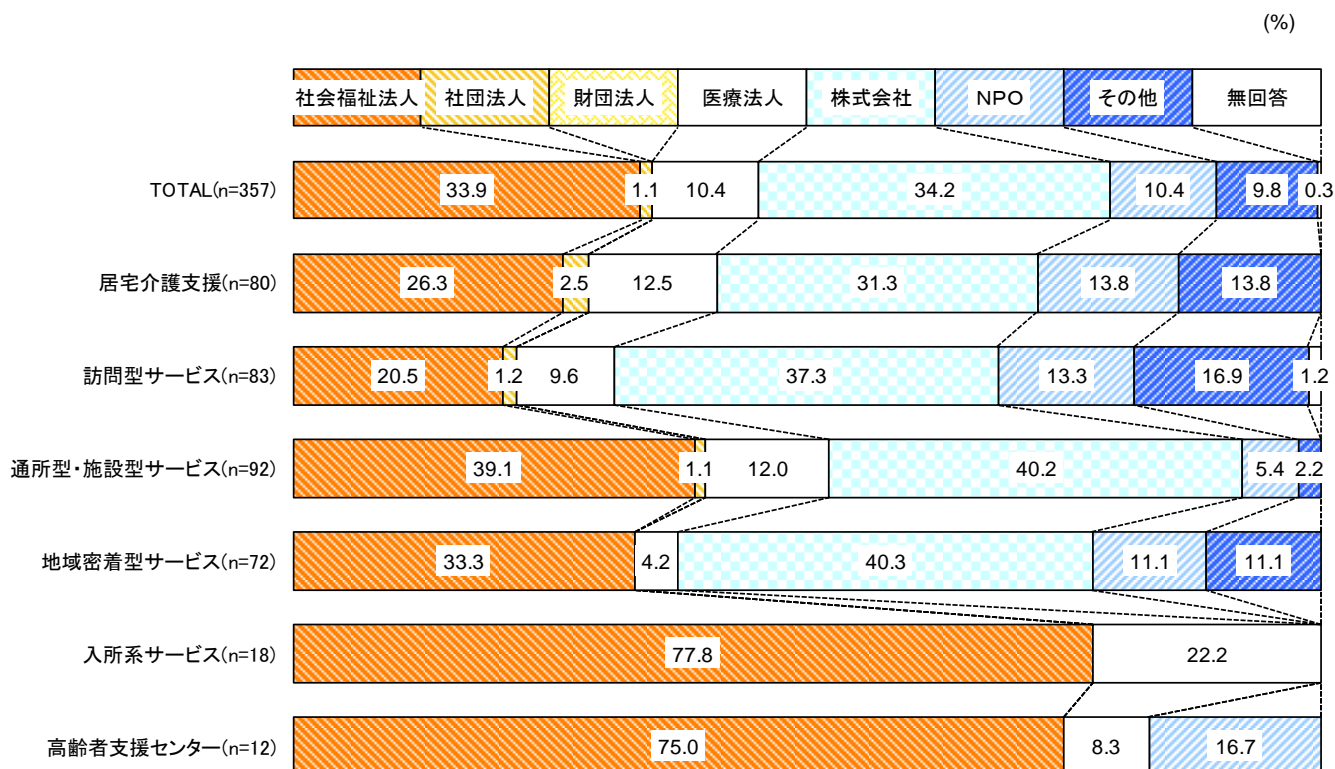 (%)
社会福祉法人 社団法人 財団法人 医療法人 株式会社 NPO その他 無回答
TOTAL(n=357) 33.9 1.1 10.4 34.2 10.4 9.8 0.3
居宅介護支援(n=80) 26.3 2.5 12.5 31.3 13.8 13.8
訪問型サービス(n=83) 20.5 1.2 9.6 37.3 13.3 16.9 1.2
通所型・施設型サービス(n=92) 39.1 1.1 12.0 40.2 5.4 2.2
地域密着型サービス(n=72) 33.3 4.2 40.3 11.1 11.1
入所系サービス(n=18) 77.8 22.2
高齢者支援センター(n=12) 75.0 8.3 16.7